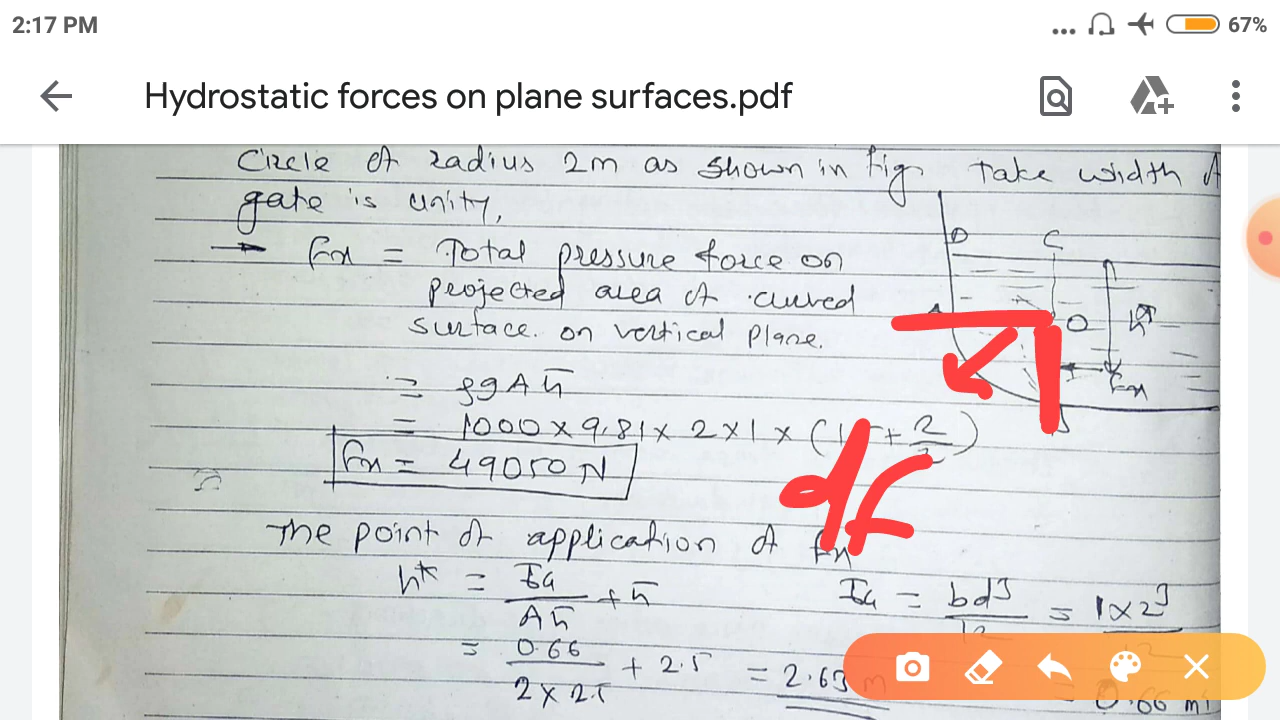 2:17 PM
67%
Hydrostatic forces on plane surfaces.pdf
Circle of radius 2m as shown in fig take width of
gate is unity,
→ Fx = Total pressure force on
projected area of curved
surface on vertical plane.
D C
A O h*
Fx
= ρgAh̄
= 1000 × 9.81 × 2 × 1 × ( + 2/2)
Fx = 49050 N
dF
The point of application of Fx
h* = IG/Ah̄ + h̄
IG = bd³/12 = 1×2³/12
= 0.66/2×2.5 + 2.5 = 2.63 m
= 0.66 m